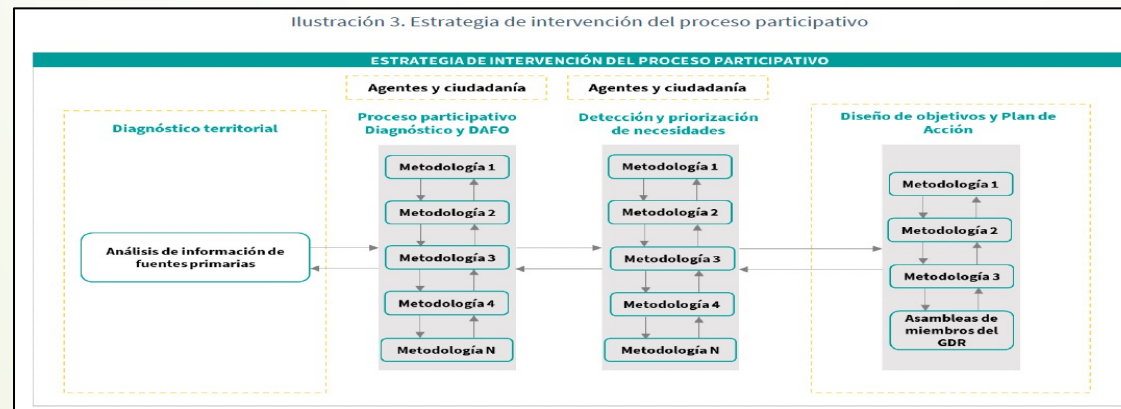 Ilustración 3. Estrategia de intervención del proceso participativo
ESTRATEGIA DE INTERVENCIÓN DEL PROCESO PARTICIPATIVO
Diagnóstico territorial
Análisis de información de
fuentes primarias
Agentes y ciudadanía
Proceso participativo
Diagnóstico y DAFO
Metodología 1
Metodología 2
Metodología 3
Metodología 4
Metodología N
Agentes y ciudadanía
Detección y priorización
de necesidades
Metodología 1
Metodología 2
Metodología 3
Metodología 4
Metodología N
Diseño de objetivos y Plan de
Acción
Metodología 1
Metodología 2
Metodología 3
Asambleas de
miembros del
GDR